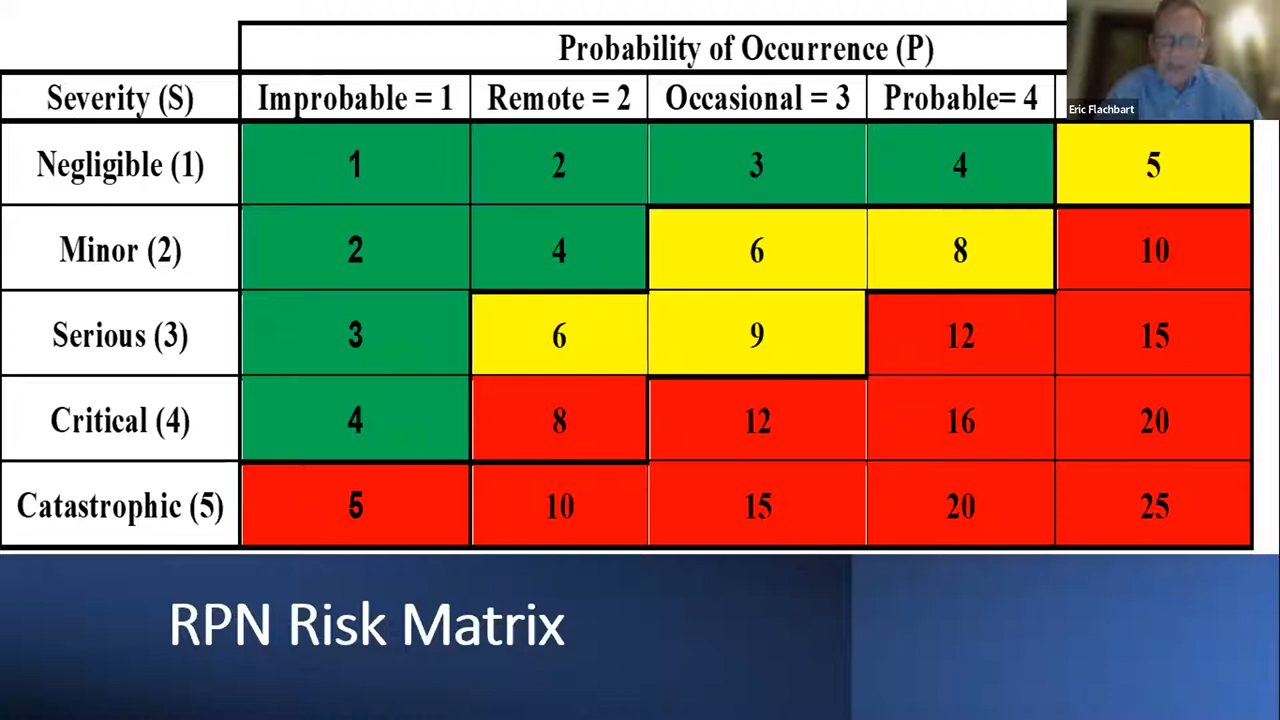 Probability of Occurrence (P)
Eric Flachbart
Severity (S) Improbable = 1 Remote = 2 Occasional = 3 Probable= 4
Negligible (1) 1 2 3 4 5
Minor (2) 2 4 6 8 10
Serious (3) 3 6 9 12 15
Critical (4) 4 8 12 16 20
Catastrophic (5) 5 10 15 20 25
RPN Risk Matrix